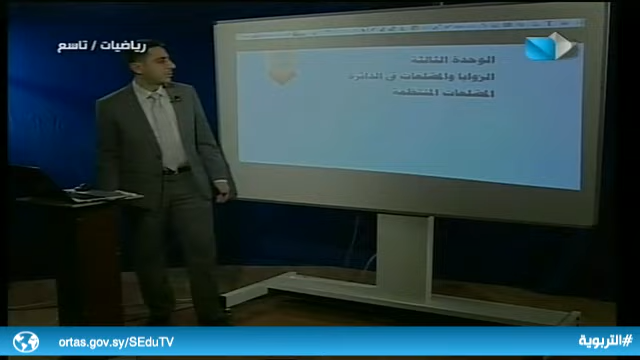 رياضيات / تاسع
الوحدة الثالثة
الزوايا والمضلعات في الدائرة
المضلعات المنتظمة
ortas.gov.sy/SEduTV
#التربوية